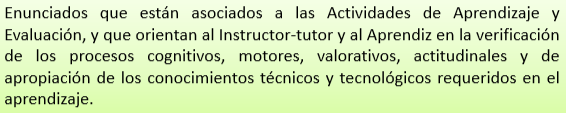 Enunciados que están asociados a las Actividades de Aprendizaje y
Evaluación, y que orientan al Instructor-tutor y al Aprendiz en la verificación
de los procesos cognitivos, motores, valorativos, actitudinales y de
apropiación de los conocimientos técnicos y tecnológicos requeridos en el
aprendizaje.